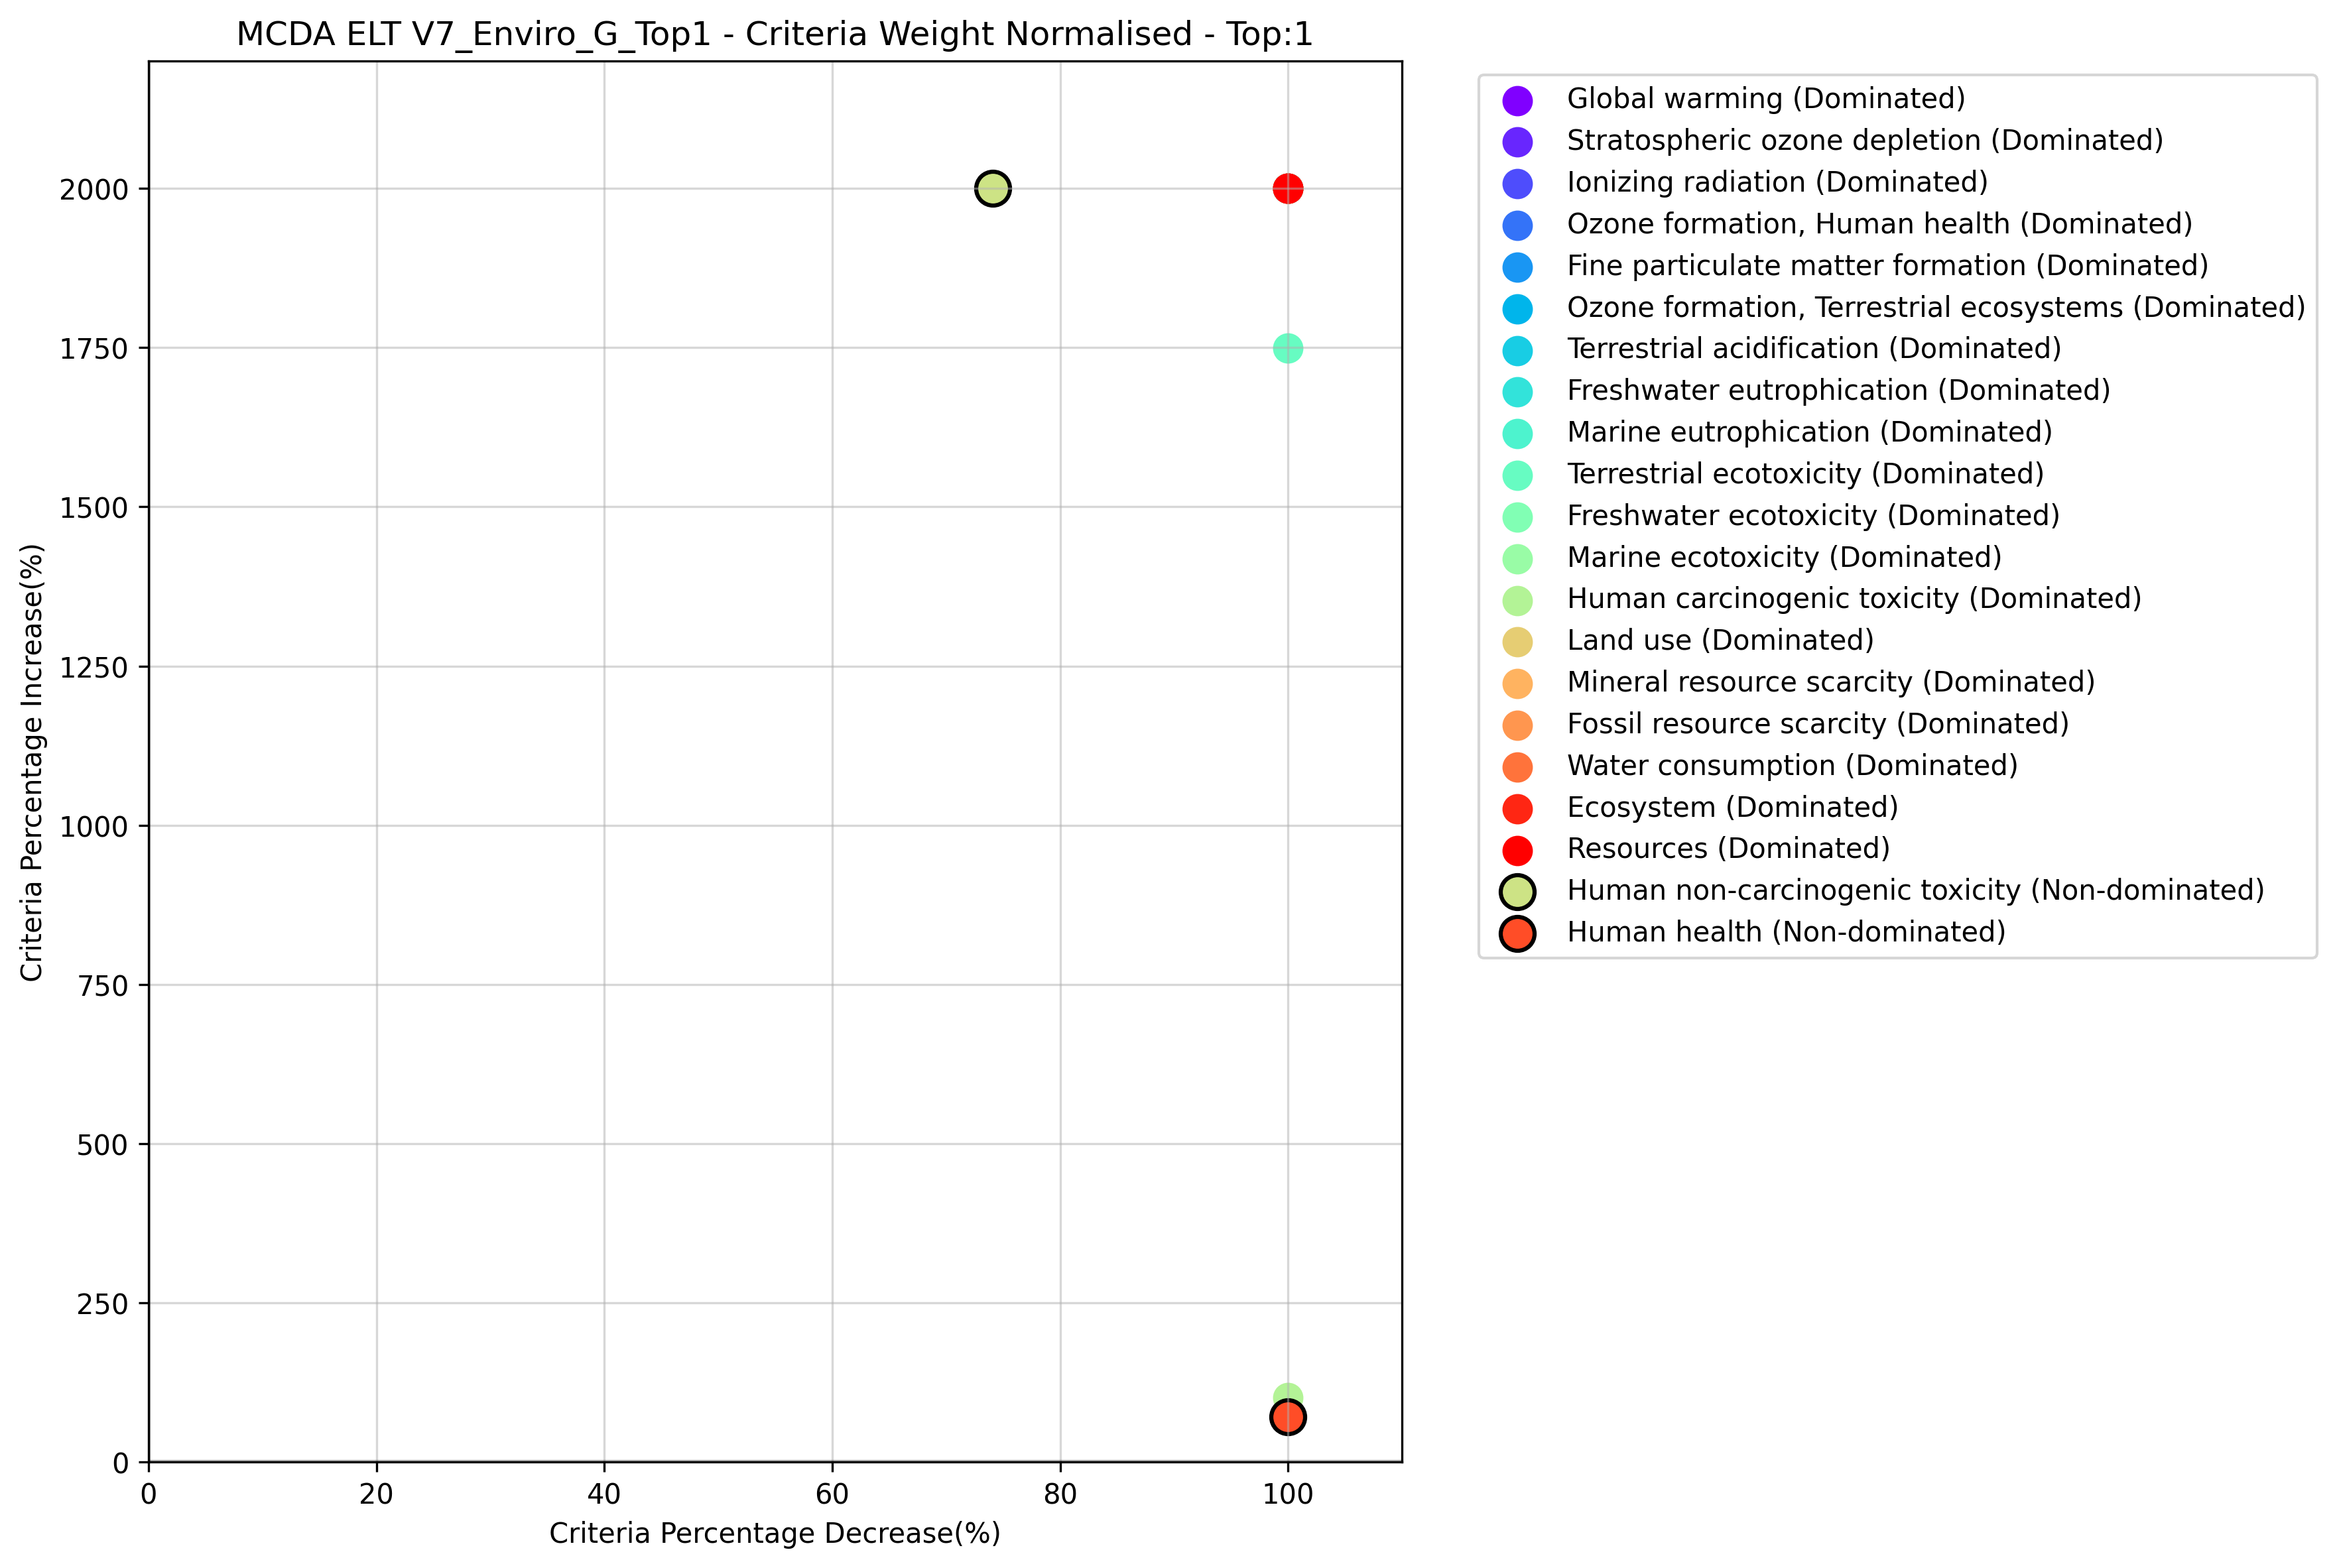 MCDA ELT V7_Enviro_G_Top1 - Criteria Weight Normalised - Top:1
Criteria Percentage Increase(%)
2000
1750
1500
1250
1000
750
500
250
0
0 20 40 60 80 100
Criteria Percentage Decrease(%)
Global warming (Dominated)
Stratospheric ozone depletion (Dominated)
Ionizing radiation (Dominated)
Ozone formation, Human health (Dominated)
Fine particulate matter formation (Dominated)
Ozone formation, Terrestrial ecosystems (Dominated)
Terrestrial acidification (Dominated)
Freshwater eutrophication (Dominated)
Marine eutrophication (Dominated)
Terrestrial ecotoxicity (Dominated)
Freshwater ecotoxicity (Dominated)
Marine ecotoxicity (Dominated)
Human carcinogenic toxicity (Dominated)
Land use (Dominated)
Mineral resource scarcity (Dominated)
Fossil resource scarcity (Dominated)
Water consumption (Dominated)
Ecosystem (Dominated)
Resources (Dominated)
Human non-carcinogenic toxicity (Non-dominated)
Human health (Non-dominated)